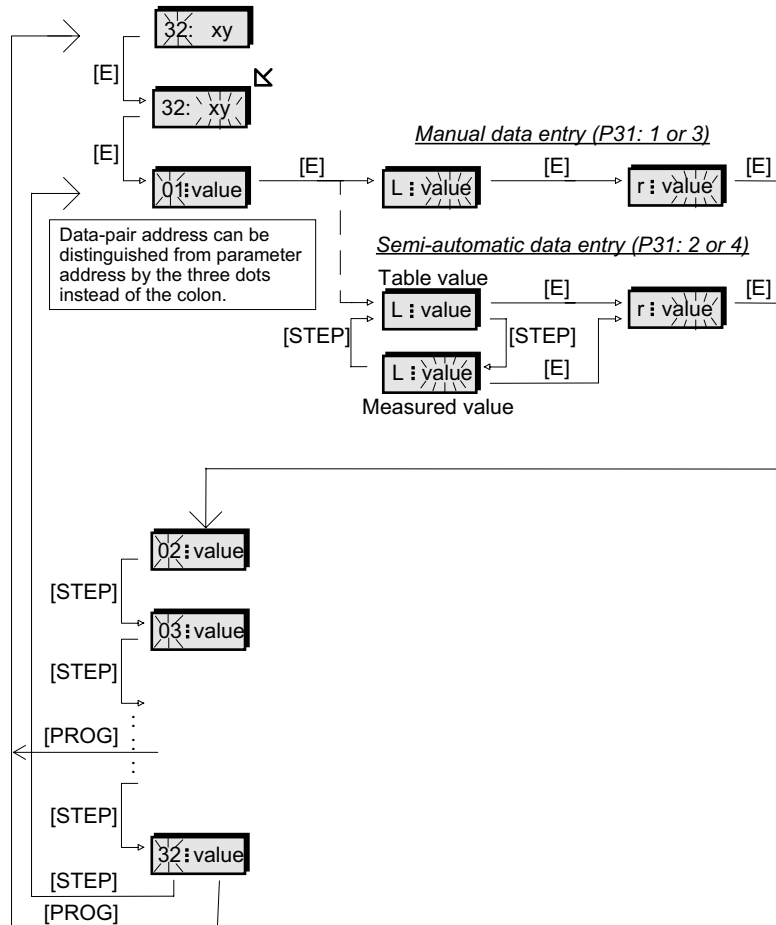 32: xy
[E]
32: xy
[E]
Manual data entry (P31: 1 or 3)
01⋮value [E] L⋮value [E] r⋮value [E]
Data-pair address can be
distinguished from parameter
address by the three dots
instead of the colon.
Semi-automatic data entry (P31: 2 or 4)
Table value
L⋮value [E] r⋮value [E]
[STEP] [STEP]
L⋮value [E]
Measured value
02⋮value
[STEP]
03⋮value
[STEP]
[PROG]
[STEP]
32⋮value
[STEP]
[PROG]